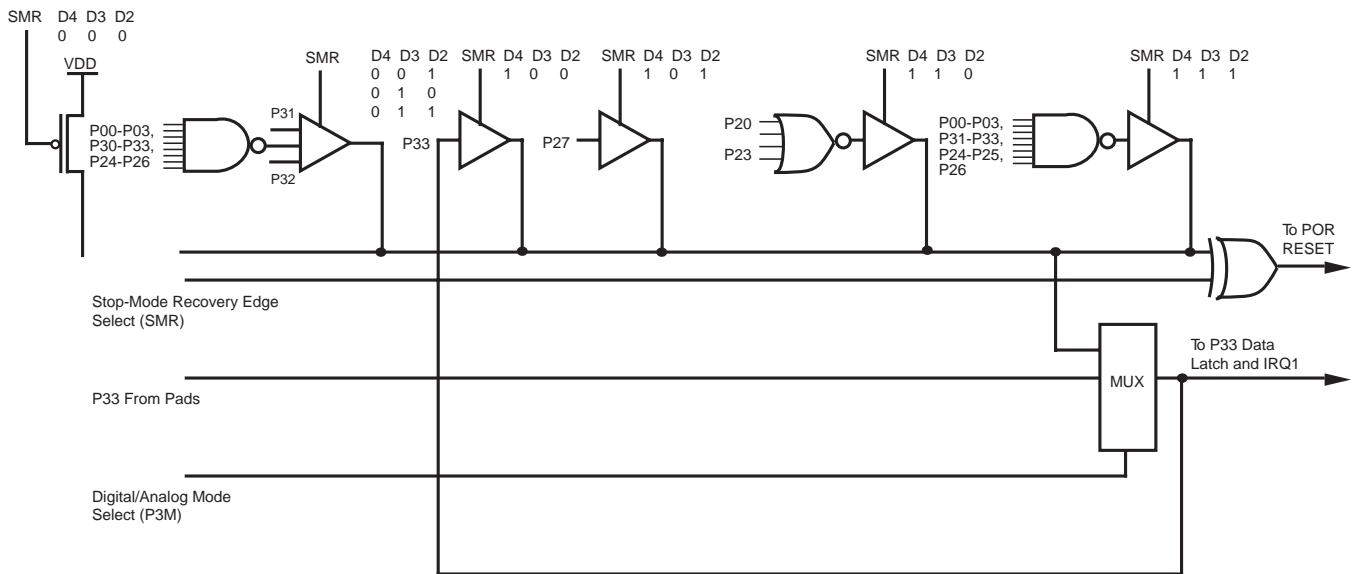 SMR D4 D3 D2
0 0 0
VDD
P00-P03,
P30-P33,
P24-P26
P31
P32
SMR
D4 D3 D2
0 0 1
0 1 0
0 1 1
SMR D4 D3 D2
1 0 0
P33
SMR D4 D3 D2
1 0 1
P27
SMR D4 D3 D2
1 1 0
P20
P23
SMR D4 D3 D2
1 1 1
P00-P03,
P31-P33,
P24-P25,
P26
To POR
RESET
Stop-Mode Recovery Edge
Select (SMR)
To P33 Data
Latch and IRQ1
MUX
P33 From Pads
Digital/Analog Mode
Select (P3M)